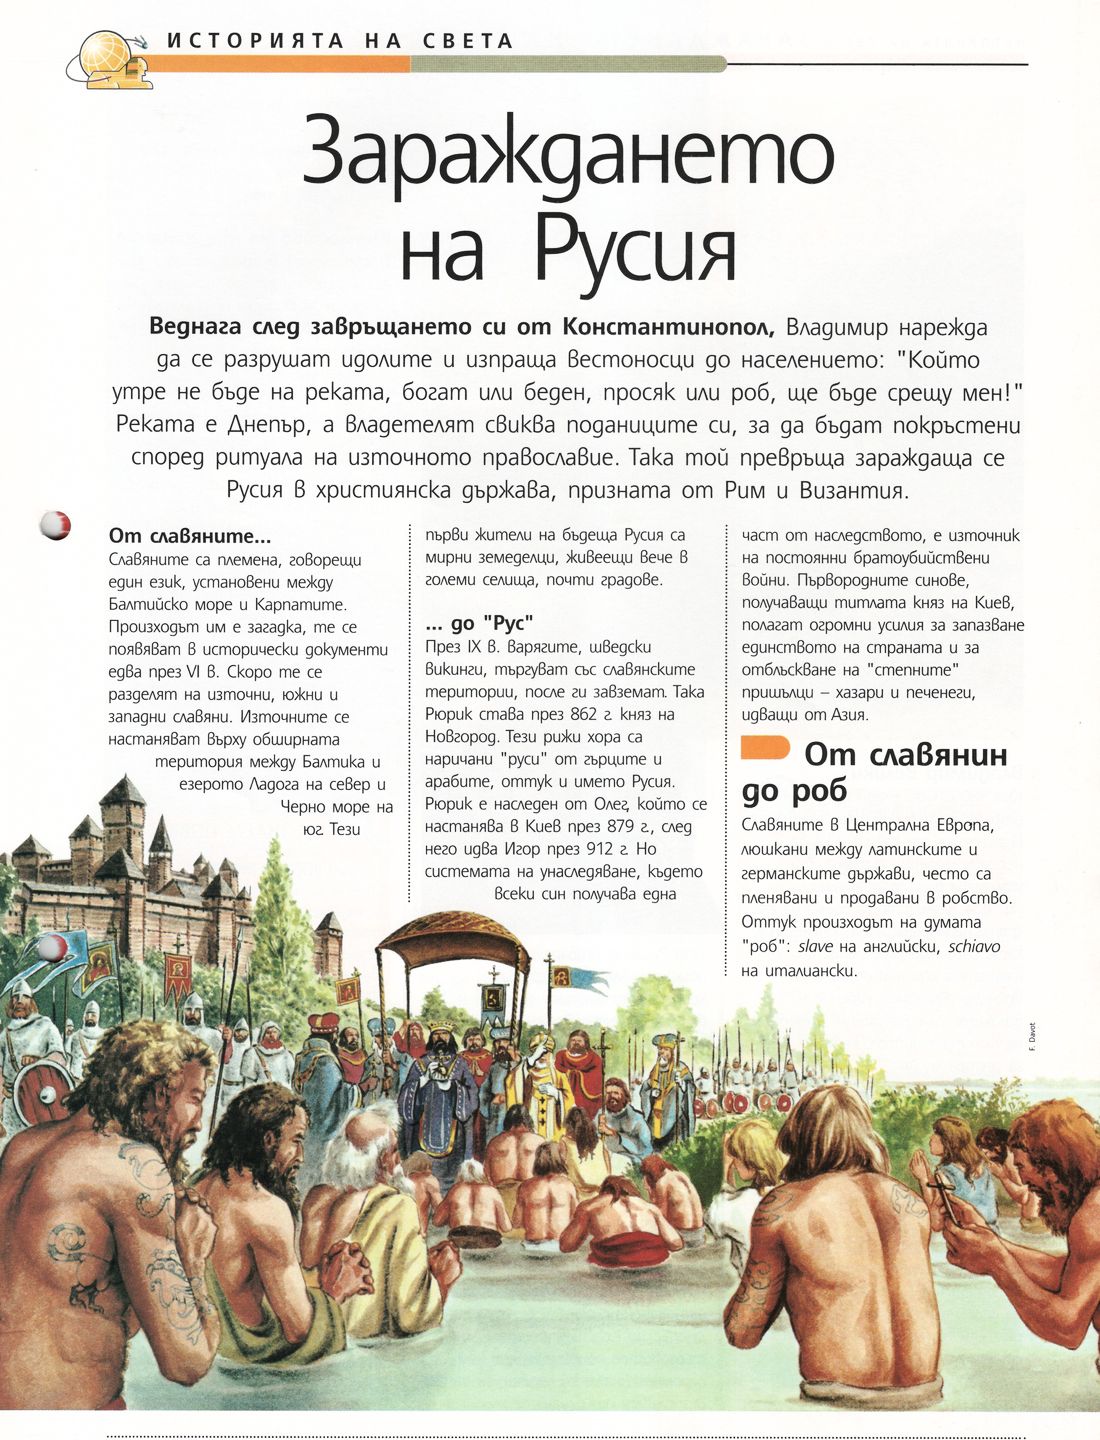 ИСТОРИЯТА НА СВЕТА
Зараждането
на Русия
Веднага след завръщането си от Константинопол, Владимир нарежда
да се разрушат идолите и изпраща вестоносци до населението: "Който
утре не бъде на реката, богат или беден, просяк или роб, ще бъде срещу мен!"
Реката е Днепър, а владетелят свиква поданиците си, за да бъдат покръстени
според ритуала на източното православие. Така той превръща зараждаща се
Русия в християнска държава, призната от Рим и Византия.
От славяните...
Славяните са племена, говорещи
един език, установени между
Балтийско море и Карпатите.
Произходът им е загадка, те се
появяват в исторически документи
едва през VI в. Скоро те се
разделят на източни, южни и
западни славяни. Източните се
настаняват върху обширната
територия между Балтика и
езерото Ладога на север и
Черно море на
юг. Тези
първи жители на бъдеща Русия са
мирни земеделци, живеещи вече в
големи селища, почти градове.
... до "Рус"
През IX в. Варягите, шведски
викинги, търгуват със славянските
територии, после ги завземат. Така
Рюрик става през 862 г. княз на
Новгород. Тези рижи хора са
наричани "руси" от гърците и
арабите, оттук и името Русия.
Рюрик е наследен от Олег, който се
настанява в Киев през 879 г., след
него идва Игор през 912 г. Но
системата на унаследяване, където
всеки син получава една
част от наследството, е източник
на постоянни братоубийствени
войни. Първородните синове,
получаващи титлата княз на Киев,
полагат огромни усилия за запазване
единството на страната и за
отблъскване на "степните"
пришълци – хазари и печенеги,
идващи от Азия.
От славянин
до роб
Славяните в Централна Европа,
люшкани между латинските и
германските държави, често са
пленявани и продавани в робство.
Оттук произходът на думата
"роб": slave на английски, schiavo
на италиански.
F. Davot